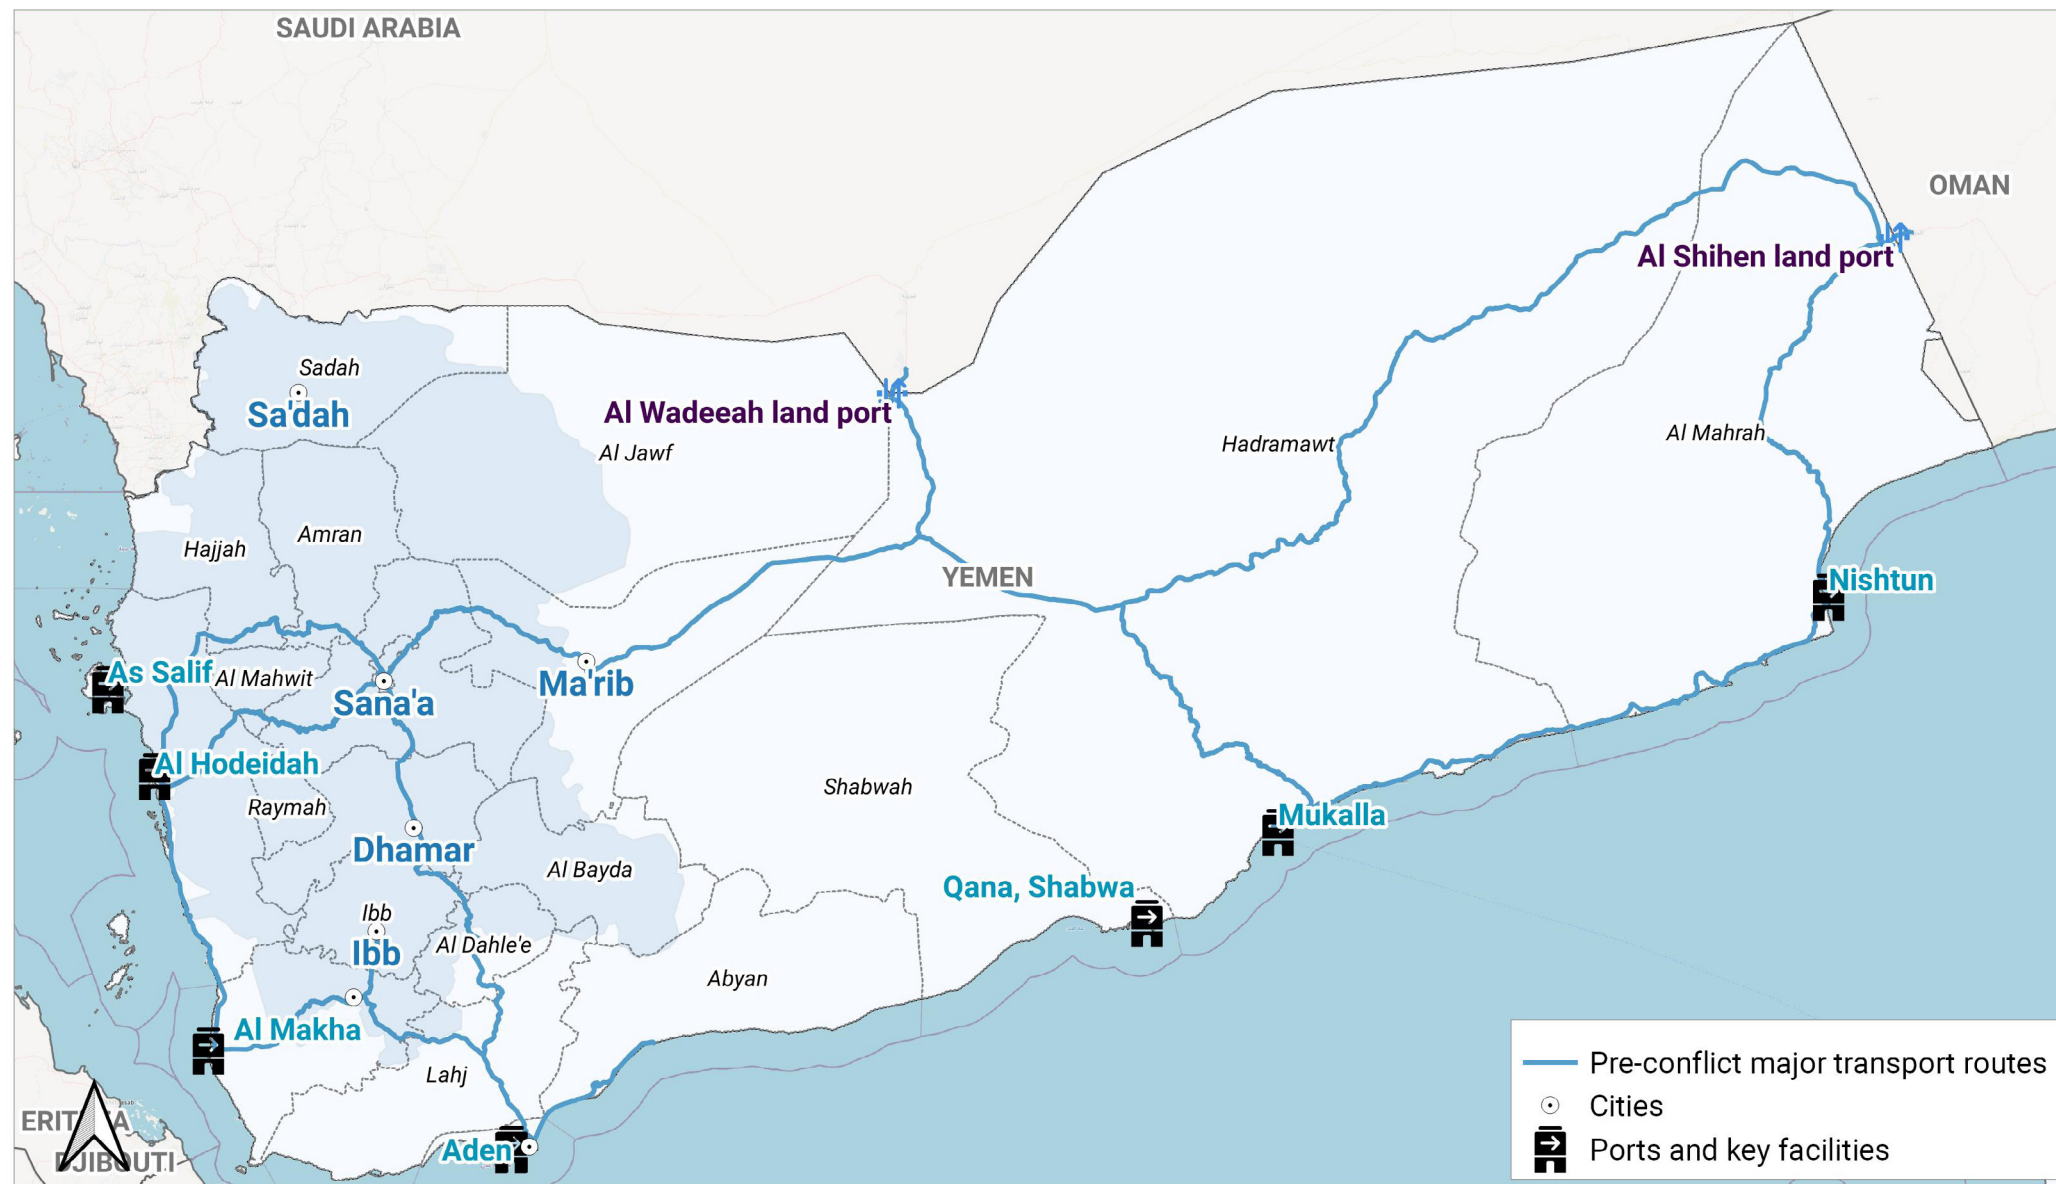 SAUDI ARABIA
OMAN
Al Shihen land port
Sadah
Sa'dah
Al Wadeeah land port
Al Jawf
Hadramawt
Al Mahrah
Amran
Hajjah
YEMEN
Nishtun
As Salif
Al Mahwit
Ma'rib
Sana'a
Al Hodeidah
Shabwah
Raymah
Mukalla
Dhamar
Al Bayda
Qana, Shabwa
Ibb
Al Dahle'e
Ibb
Abyan
Al Makha
Lahj
Aden
DJIBOUTI
Pre-conflict major transport routes
Cities
Ports and key facilities